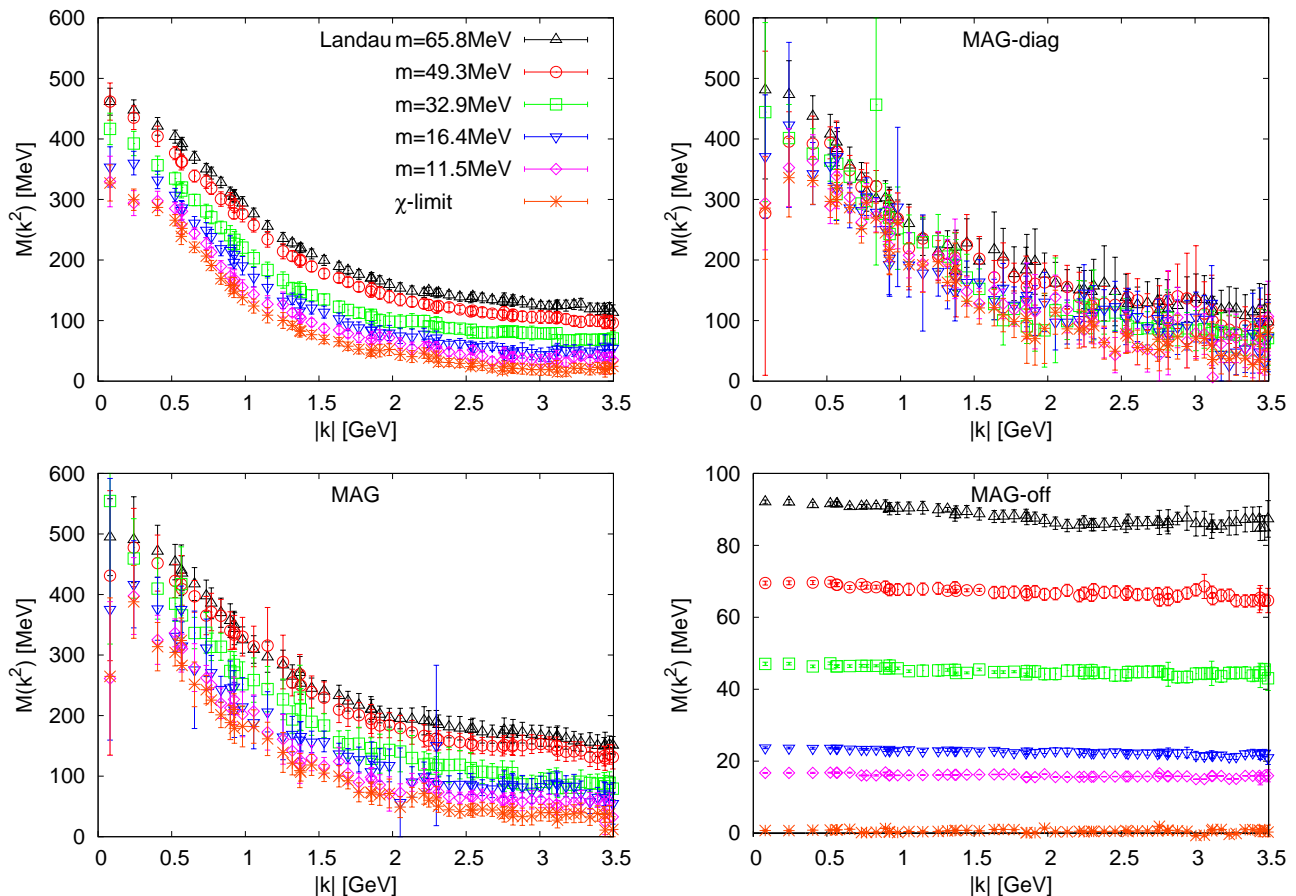 600
500
400
300
200
100
0
M(k²) [MeV]
Landau m=65.8MeV
m=49.3MeV
m=32.9MeV
m=16.4MeV
m=11.5MeV
χ-limit
0 0.5 1 1.5 2 2.5 3 3.5
|k| [GeV]
600
500
400
300
200
100
0
M(k²) [MeV]
MAG-diag
0 0.5 1 1.5 2 2.5 3 3.5
|k| [GeV]
600
500
400
300
200
100
0
M(k²) [MeV]
MAG
0 0.5 1 1.5 2 2.5 3 3.5
|k| [GeV]
100
80
60
40
20
0
M(k²) [MeV]
MAG-off
0 0.5 1 1.5 2 2.5 3 3.5
|k| [GeV]